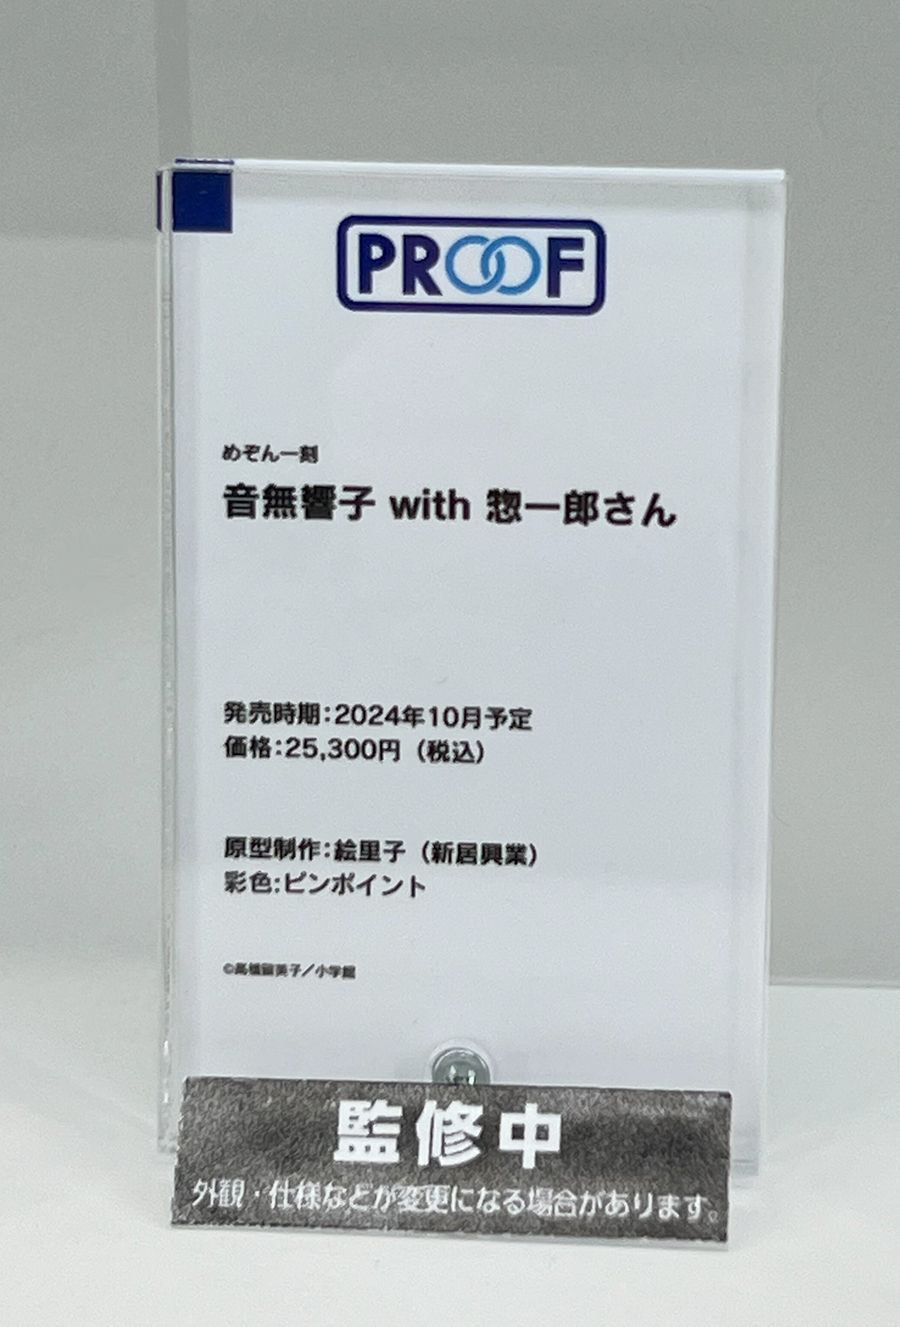 PROOF
めぞん一刻
音無響子 with 惣一郎さん
発売時期：2024年10月予定
価格：25,300円（税込）
原型制作：絵里子（新居興業）
彩色：ピンポイント
©高橋留美子／小学館
監修中
外観・仕様などが変更になる場合があります。